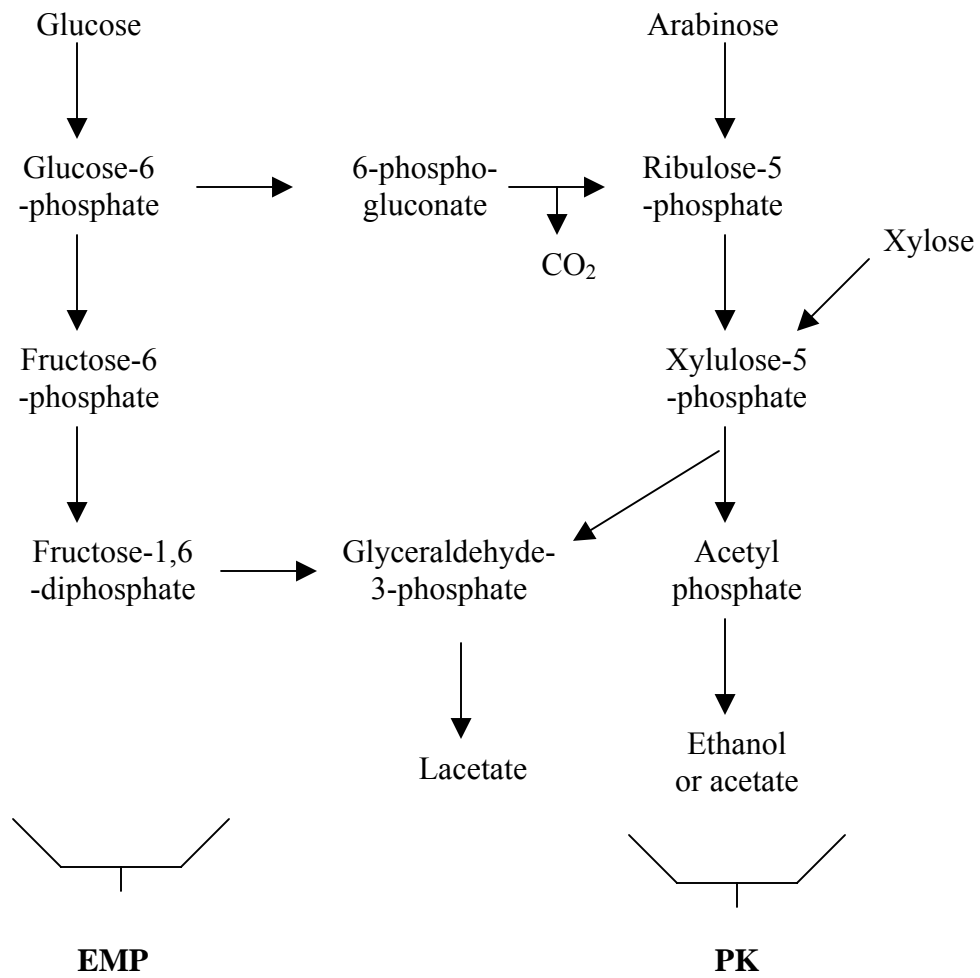 Glucose
Arabinose
Glucose-6
-phosphate
6-phospho-
gluconate
Ribulose-5
-phosphate
CO₂
Xylose
Fructose-6
-phosphate
Xylulose-5
-phosphate
Fructose-1,6
-diphosphate
Glyceraldehyde-
3-phosphate
Acetyl
phosphate
Lacetate
Ethanol
or acetate
EMP
PK